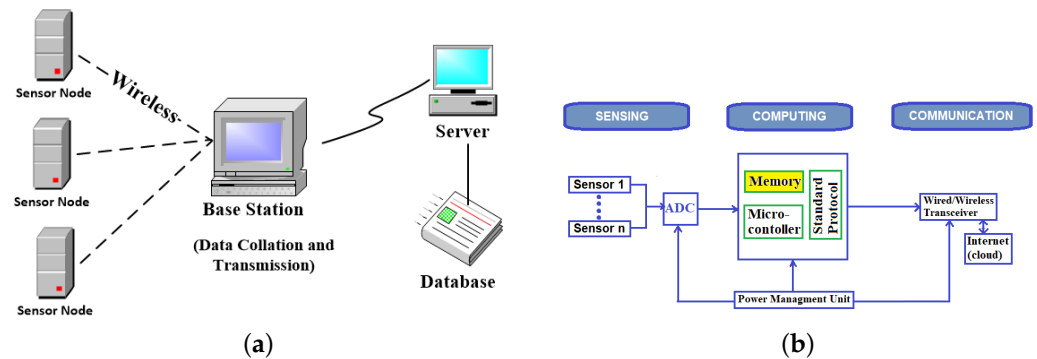 Sensor Node
Wireless-
Sensor Node
Sensor Node
Base Station
(Data Collation and
Transmission)
Server
Database
(a)
SENSING
COMPUTING
COMMUNICATION
Sensor 1
Sensor n
ADC
Memory
Micro-
contoller
Standard
Protocol
Wired/Wireless
Transceiver
Internet
(cloud)
Power Managment Unit
(b)